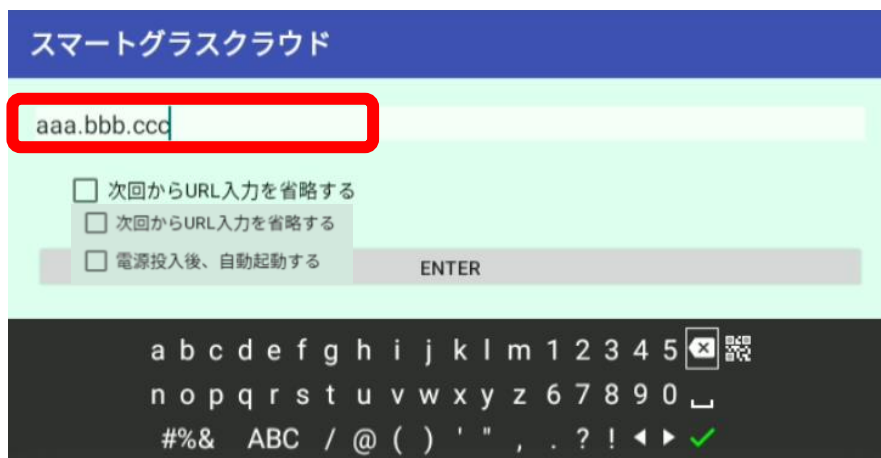 スマートグラスクラウド
aaa.bbb.ccc
次回からURL入力を省略する
次回からURL入力を省略する
電源投入後、自動起動する
ENTER
a b c d e f g h i j k l m 1 2 3 4 5
n o p q r s t u v w x y z 6 7 8 9 0
#%& ABC / @ ( ) ' " , . ? !